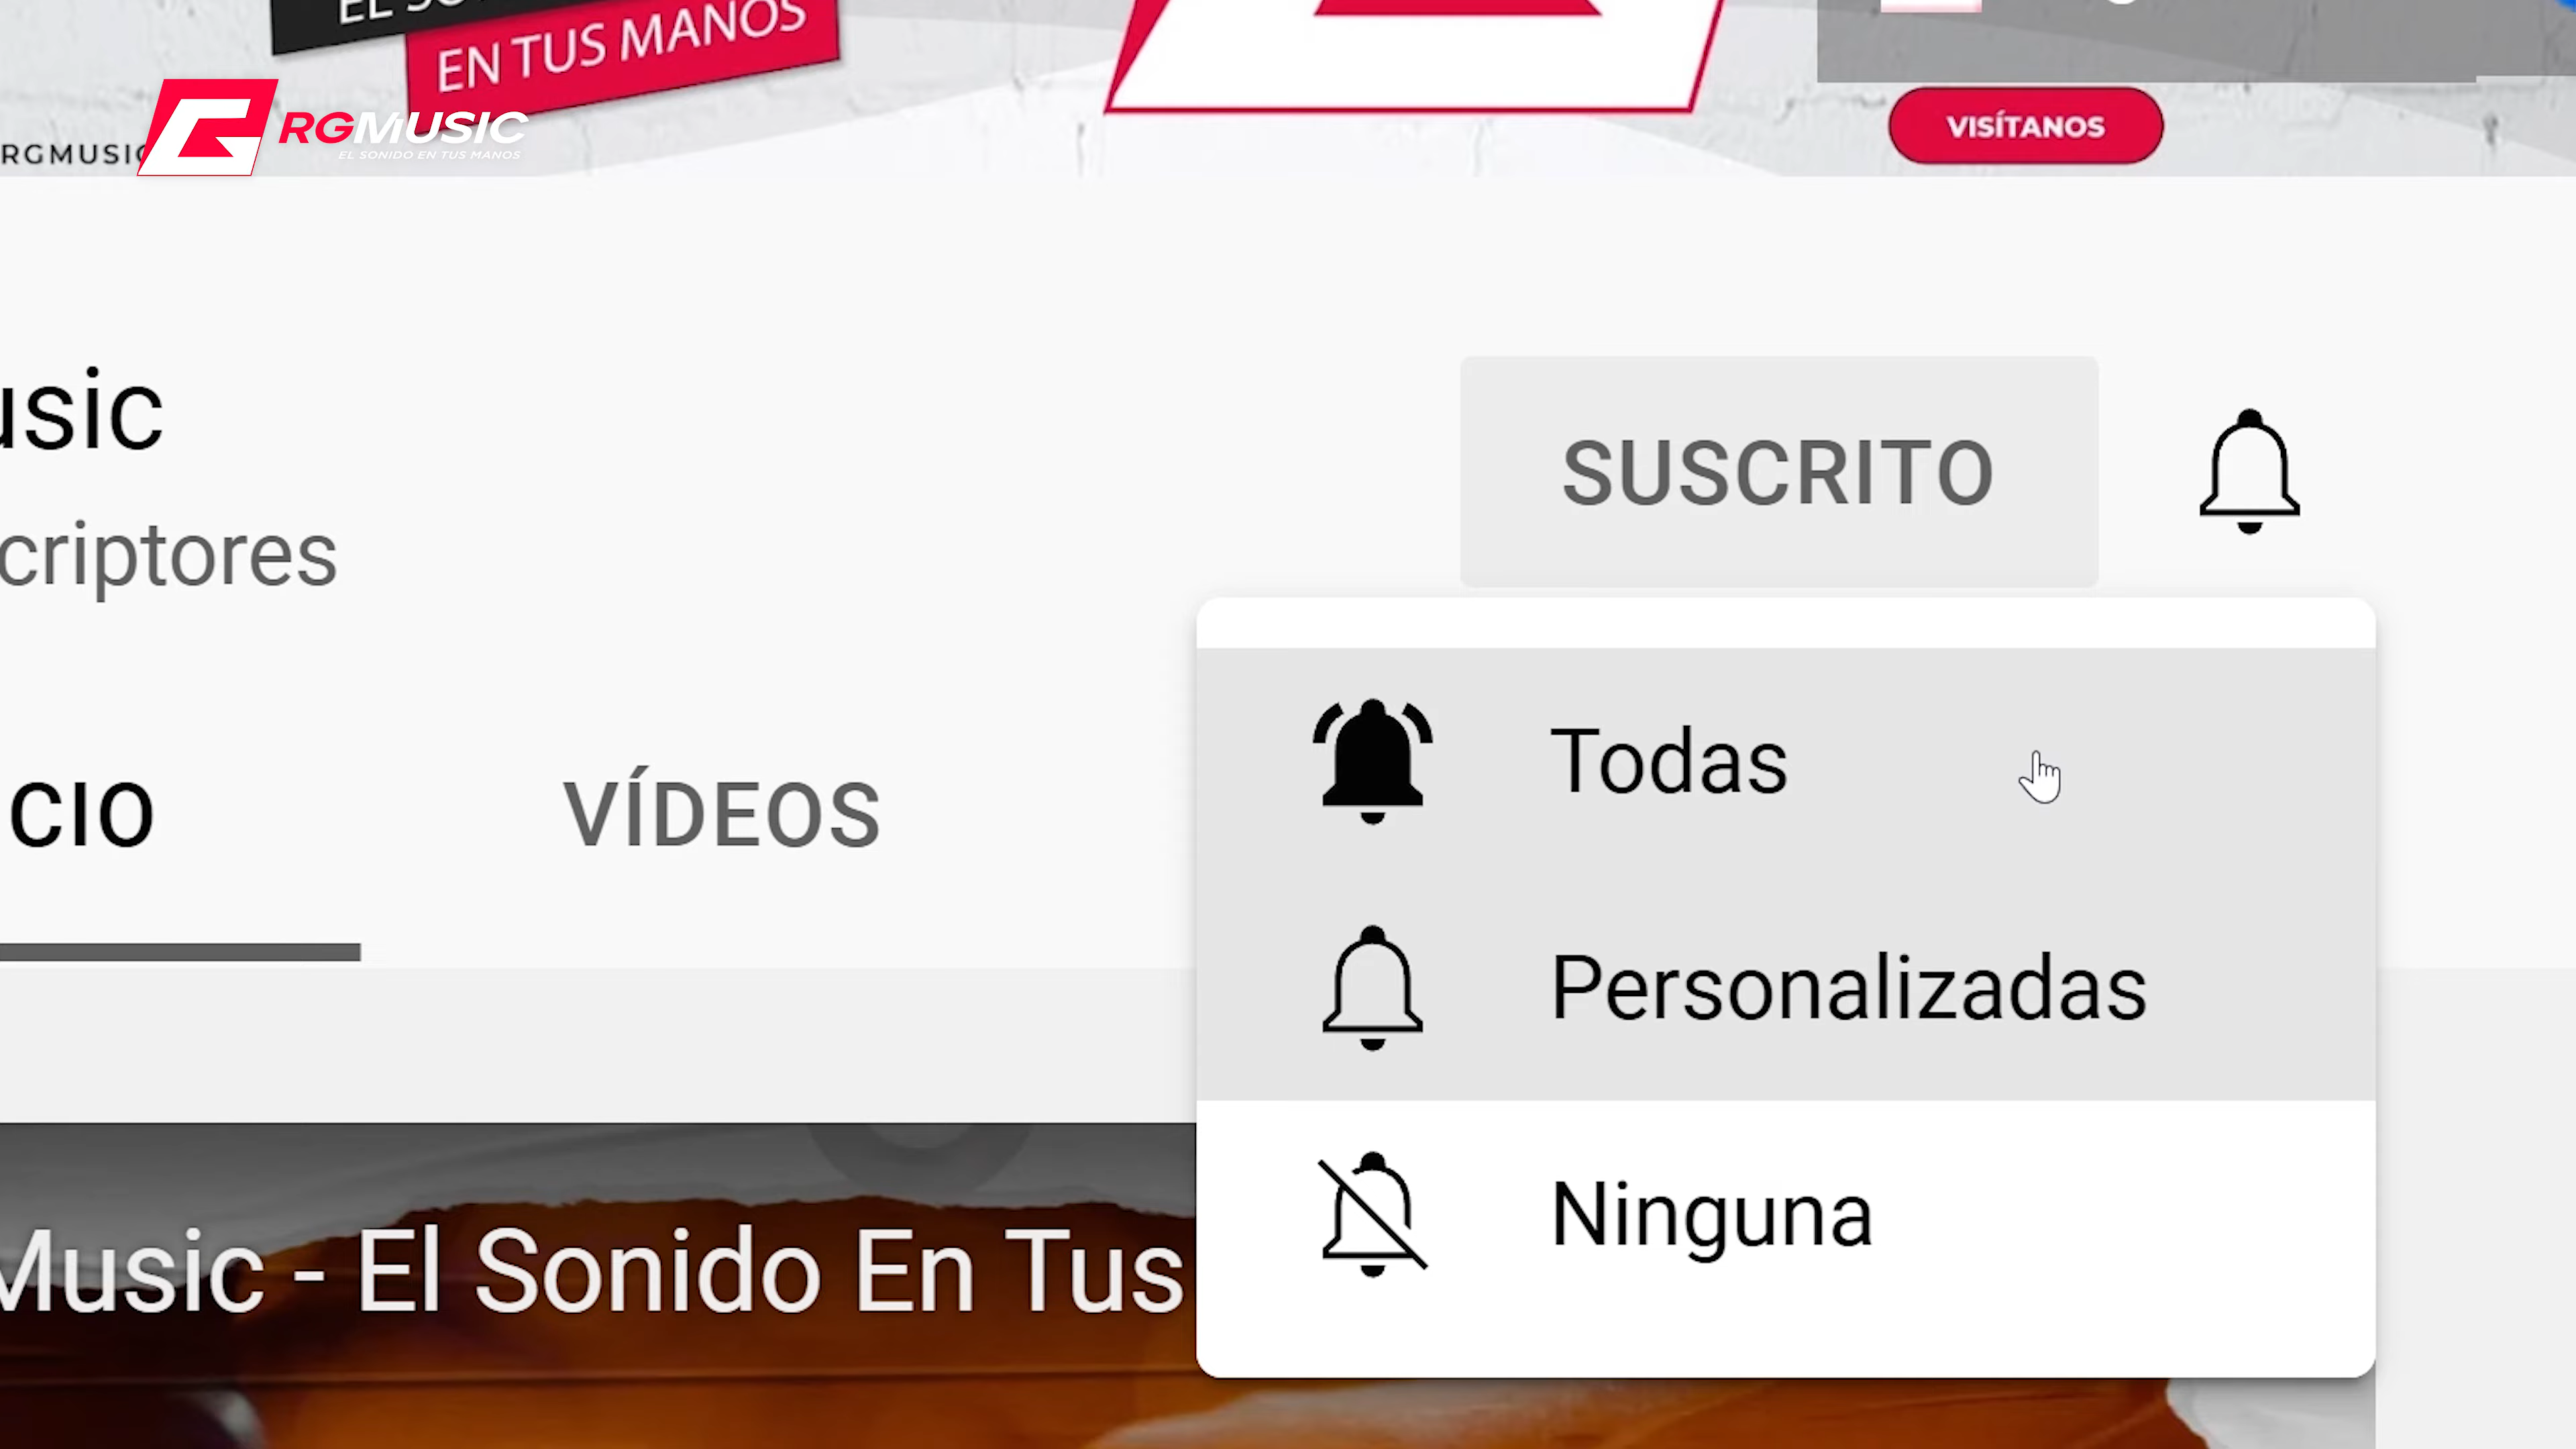 EN TUS MANOS
RGMUSIC
RGMUSIC
EL SONIDO EN TUS MANOS
VISÍTANOS
usic
SUSCRITO
criptores
CIO
VÍDEOS
Todas
Personalizadas
Ninguna
Music - El Sonido En Tus